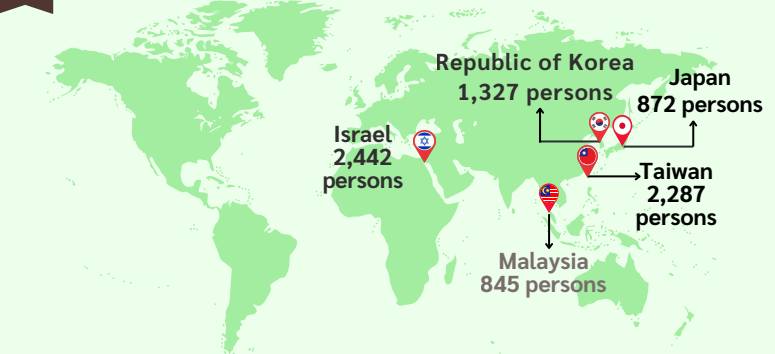 Republic of Korea
1,327 persons
Japan
872 persons
Israel
2,442
persons
Taiwan
2,287
persons
Malaysia
845 persons